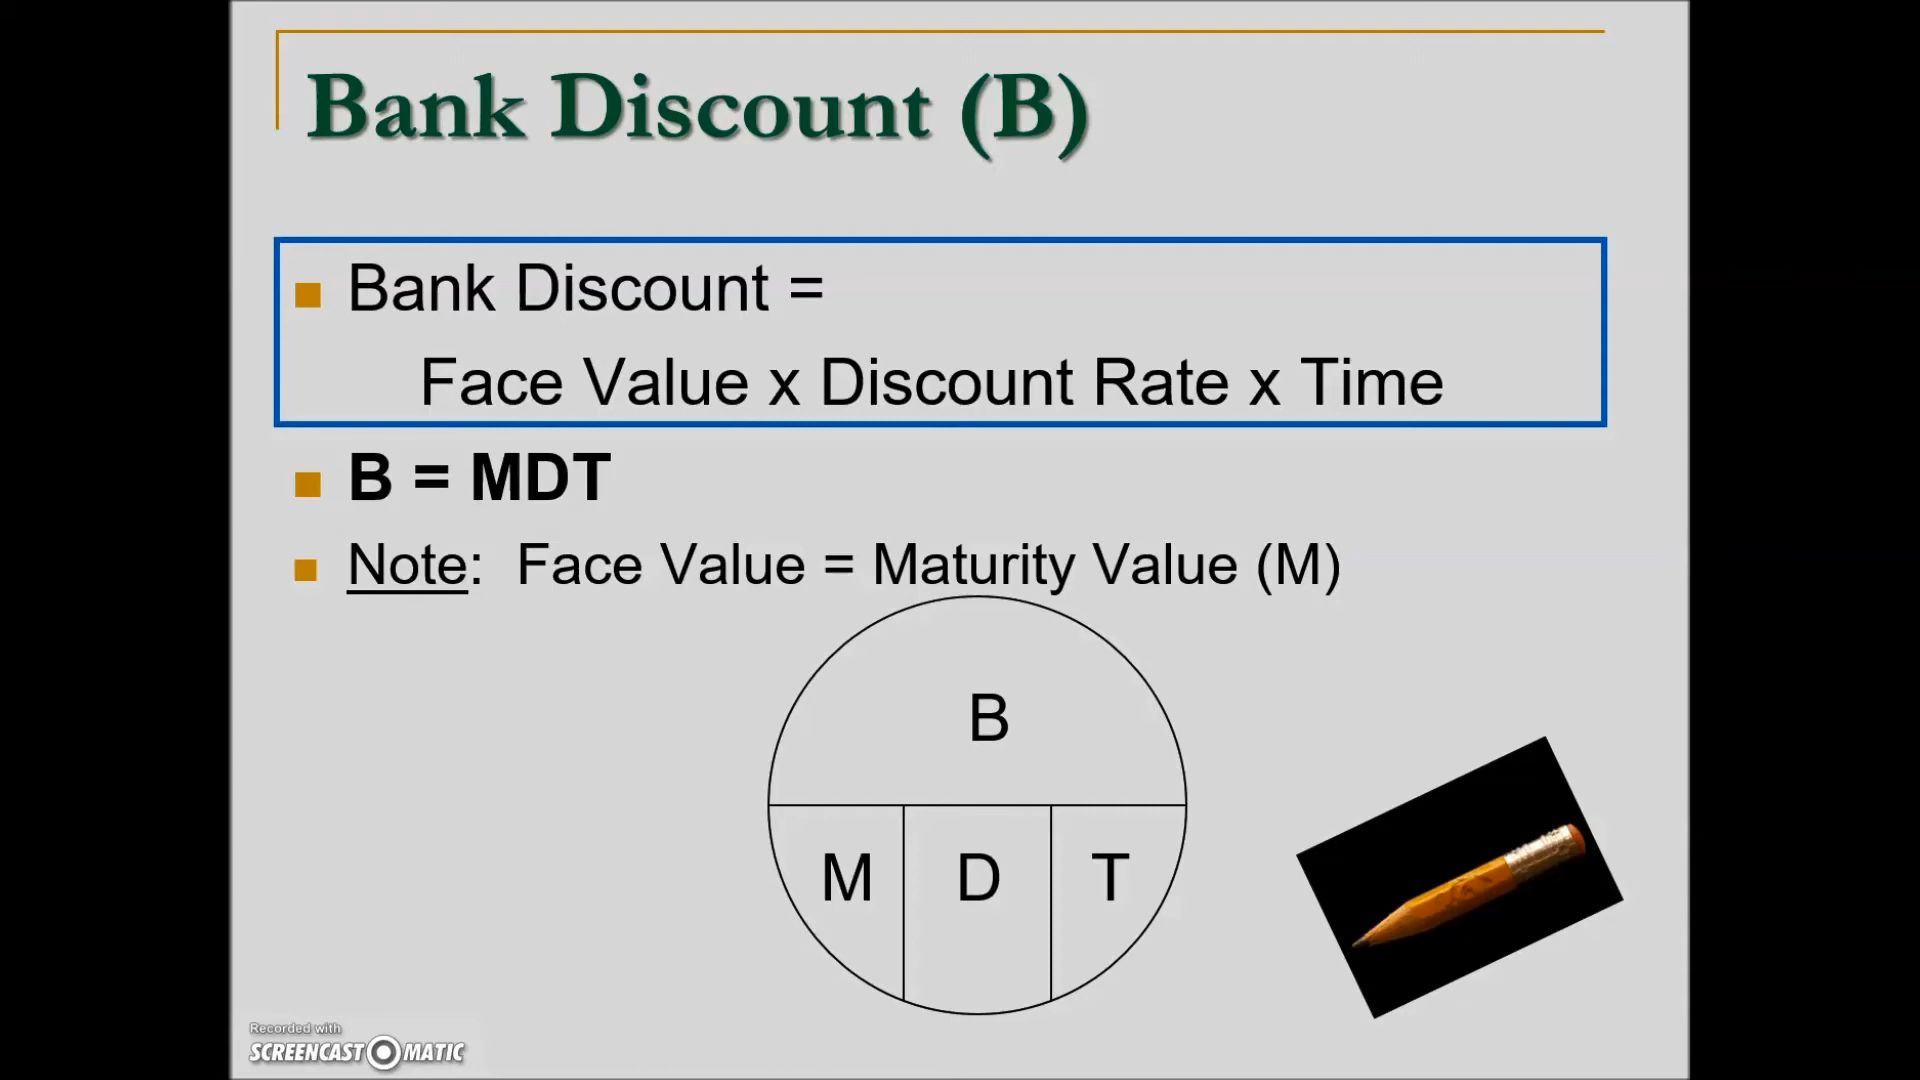 Bank Discount (B)
Bank Discount =
Face Value x Discount Rate x Time
B = MDT
Note: Face Value = Maturity Value (M)
B
M D T
Recorded with
SCREENCAST MATIC